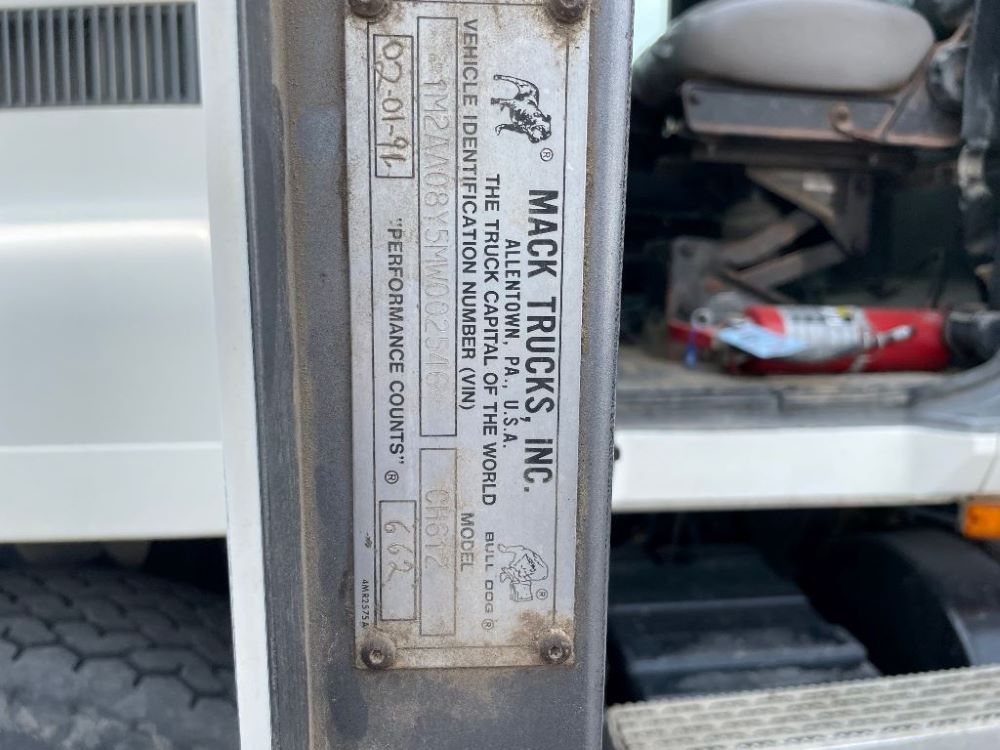 MACK TRUCKS, INC.
ALLENTOWN, PA., U.S.A.
THE TRUCK CAPITAL OF THE WORLD
BULL DOG ®
®
®
VEHICLE IDENTIFICATION NUMBER (VIN)
MODEL
1M2AA08Y5MW002546
CH612
02-01-91
"PERFORMANCE COUNTS" ®
662
4MR2575A